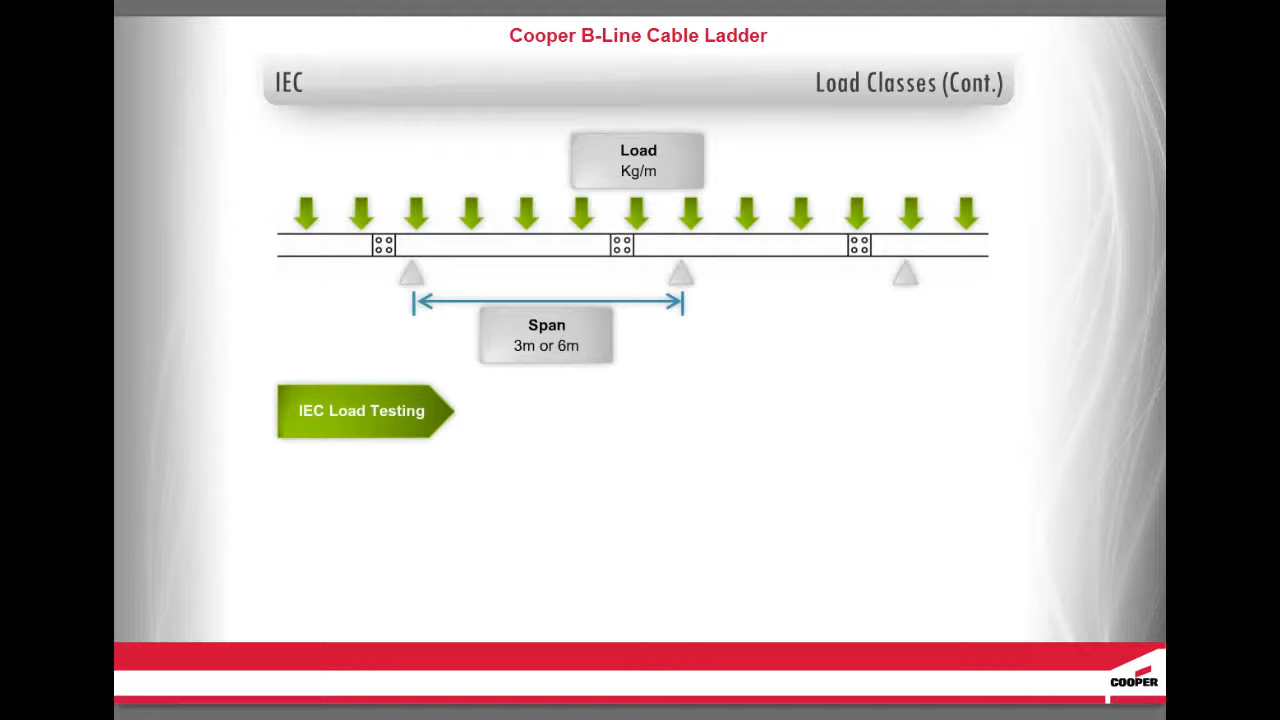 Cooper B-Line Cable Ladder
IEC
Load Classes (Cont.)
Load
Kg/m
Span
3m or 6m
IEC Load Testing
COOPER